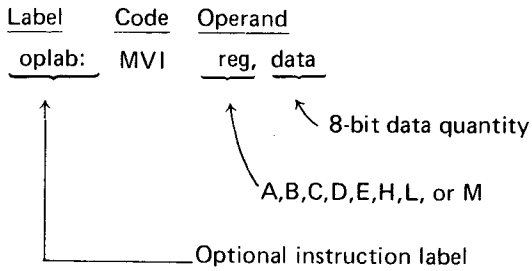 Label Code Operand
oplab: MVI reg, data
8-bit data quantity
A,B,C,D,E,H,L, or M
Optional instruction label